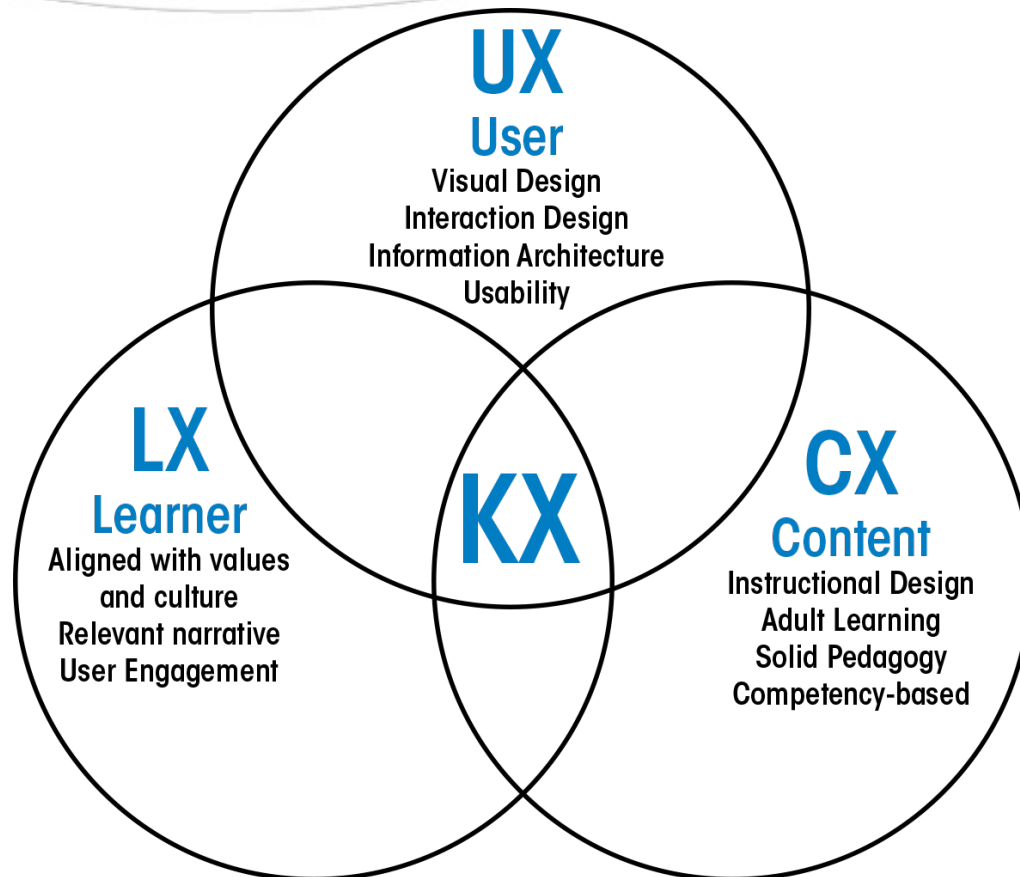 UX
User
Visual Design
Interaction Design
Information Architecture
Usability
LX
Learner
Aligned with values
and culture
Relevant narrative
User Engagement
KX
CX
Content
Instructional Design
Adult Learning
Solid Pedagogy
Competency-based